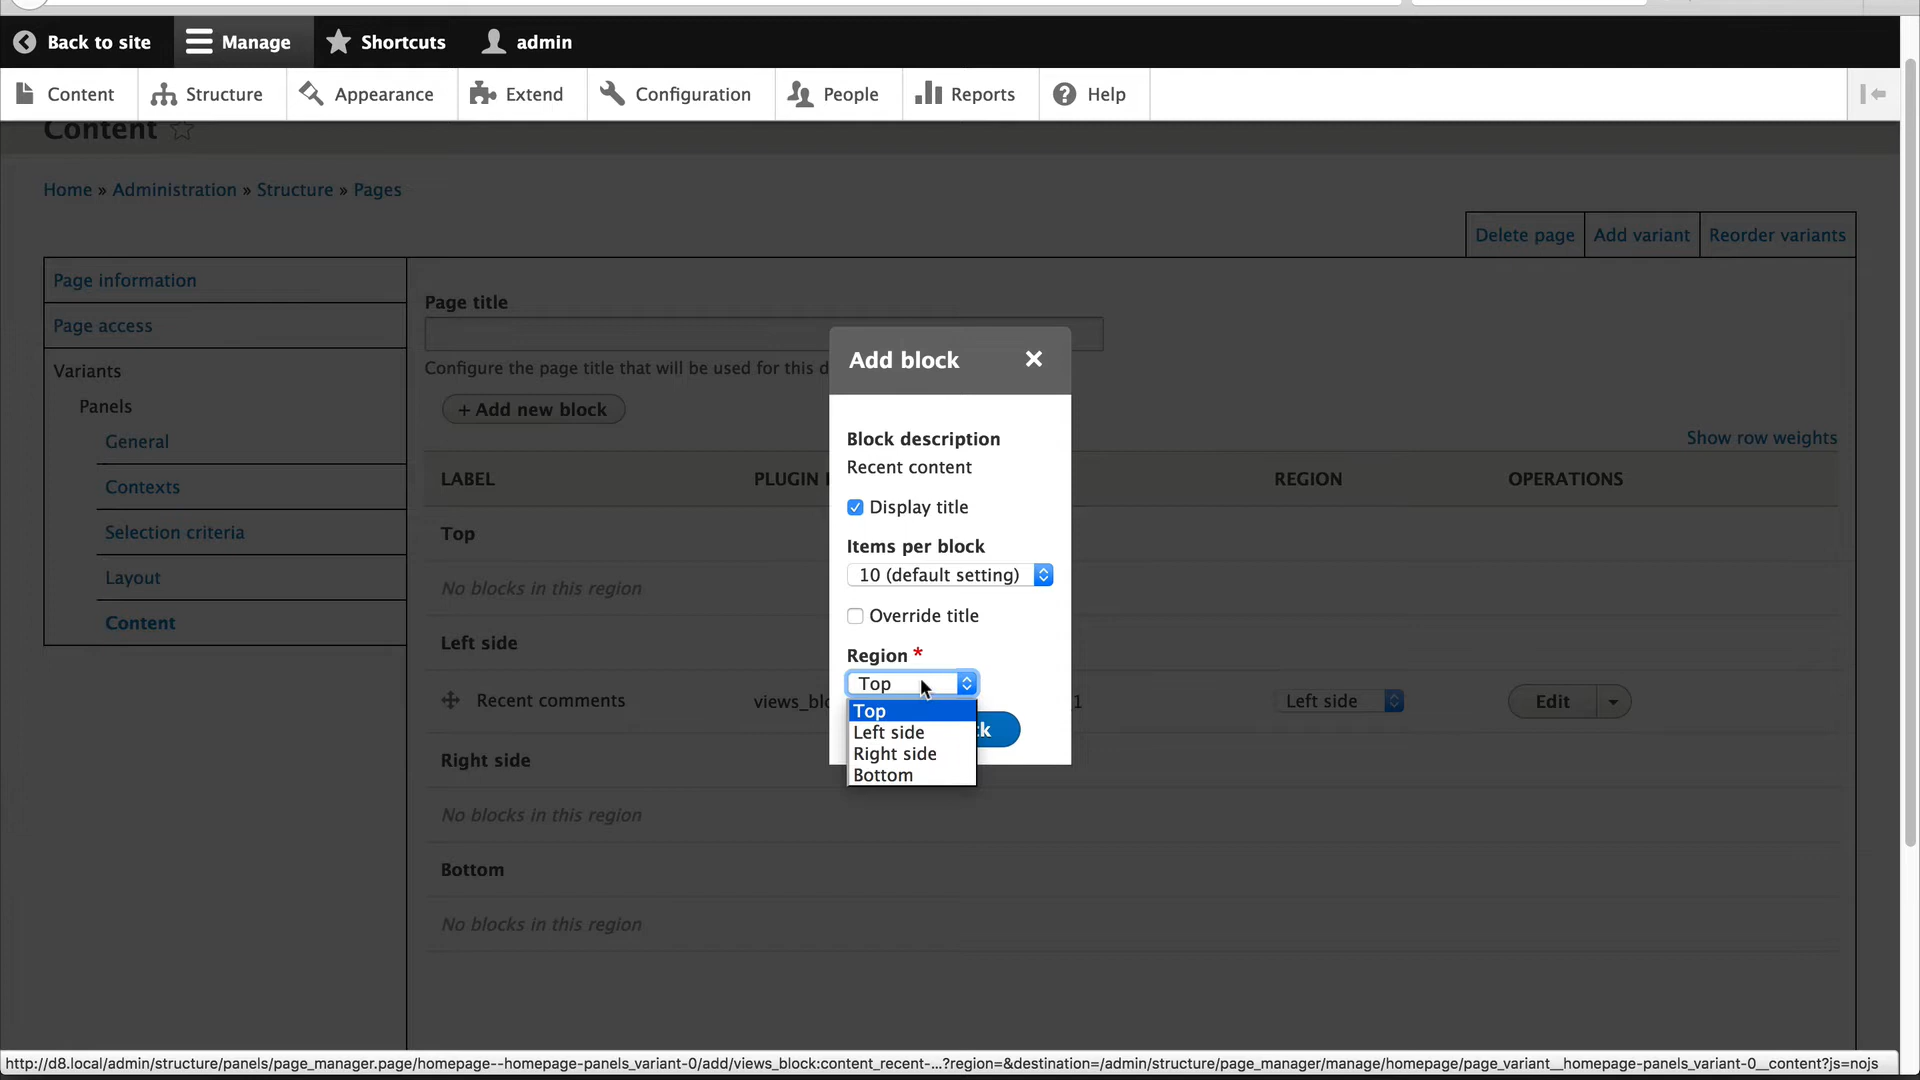 Back to site
Manage
Shortcuts
admin
Content
Structure
Appearance
Extend
Configuration
People
Reports
Help
Content
Home » Administration » Structure » Pages
Delete page
Add variant
Reorder variants
Page information
Page access
Variants
Panels
General
Contexts
Selection criteria
Layout
Content
Page title
Configure the page title that will be used for this d
+ Add new block
Show row weights
LABEL
PLUGIN
REGION
OPERATIONS
Top
No blocks in this region
Left side
Recent comments
views_blo
1
Left side
Edit
Right side
No blocks in this region
Bottom
No blocks in this region
Add block
Block description
Recent content
Display title
Items per block
10 (default setting)
Override title
Region *
Top
Top
Left side
Right side
Bottom
k
http://d8.local/admin/structure/panels/page_manager.page/homepage--homepage-panels_variant-0/add/views_block:content_recent-...?region=&destination=/admin/structure/page_manager/manage/homepage/page_variant__homepage-panels_variant-0__content?js=nojs